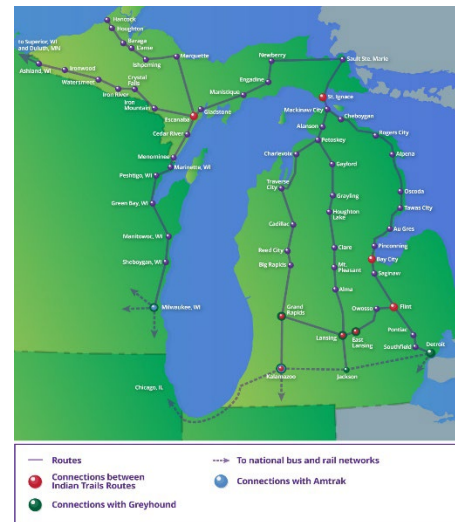 Hancock
Houghton
Baraga
L'anse
to Superior, WI
and Duluth, MN
Ironwood
Ashland, WI
Watersmeet
Crystal
Falls
Iron River
Iron
Mountain
Ishpeming
Marquette
Newberry
Sault Ste. Marie
Engadine
Manistique
Gladstone
Escanaba
Cedar River
Menominee
Marinette, WI
Peshtigo, WI
Green Bay, WI
Manitowoc, WI
Sheboygan, WI
Milwaukee, WI
Chicago, IL
St. Ignace
Mackinaw City
Cheboygan
Alanson
Rogers City
Petoskey
Charlevoix
Alpena
Gaylord
Traverse
City
Grayling
Oscoda
Houghton
Lake
Tawas City
Cadillac
Au Gres
Reed City
Clare
Pinconning
Big Rapids
Mt.
Pleasant
Bay City
Saginaw
Alma
Grand
Rapids
Owosso
Flint
Lansing
East
Lansing
Pontiac
Southfield
Detroit
Kalamazoo
Jackson
Routes
To national bus and rail networks
Connections between
Indian Trails Routes
Connections with Amtrak
Connections with Greyhound